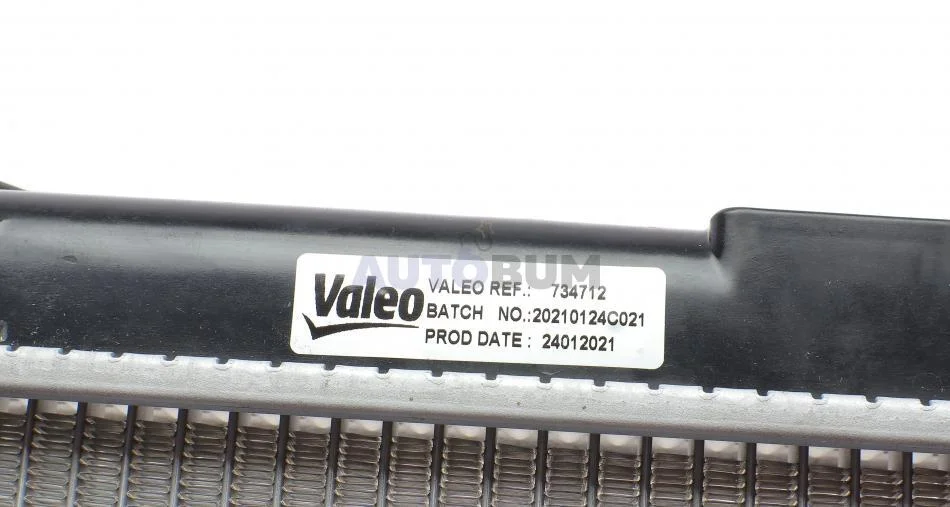 AUTOBUM
Valeo
VALEO REF.: 734712
BATCH NO.:20210124C021
PROD DATE : 24012021